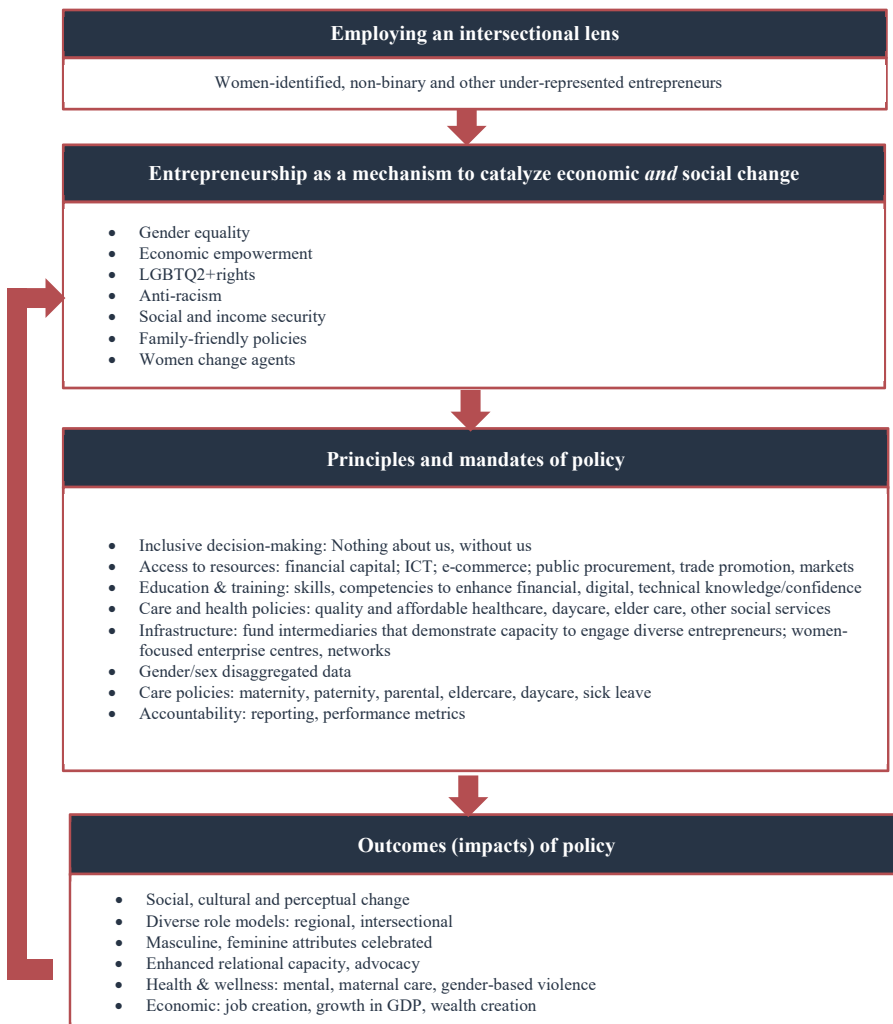 Employing an intersectional lens
Women-identified, non-binary and other under-represented entrepreneurs
Entrepreneurship as a mechanism to catalyze economic and social change
• Gender equality
• Economic empowerment
• LGBTQ2+rights
• Anti-racism
• Social and income security
• Family-friendly policies
• Women change agents
Principles and mandates of policy
• Inclusive decision-making: Nothing about us, without us
• Access to resources: financial capital; ICT; e-commerce; public procurement, trade promotion, markets
• Education & training: skills, competencies to enhance financial, digital, technical knowledge/confidence
• Care and health policies: quality and affordable healthcare, daycare, elder care, other social services
• Infrastructure: fund intermediaries that demonstrate capacity to engage diverse entrepreneurs; women-
focused enterprise centres, networks
• Gender/sex disaggregated data
• Care policies: maternity, paternity, parental, eldercare, daycare, sick leave
• Accountability: reporting, performance metrics
Outcomes (impacts) of policy
• Social, cultural and perceptual change
• Diverse role models: regional, intersectional
• Masculine, feminine attributes celebrated
• Enhanced relational capacity, advocacy
• Health & wellness: mental, maternal care, gender-based violence
• Economic: job creation, growth in GDP, wealth creation